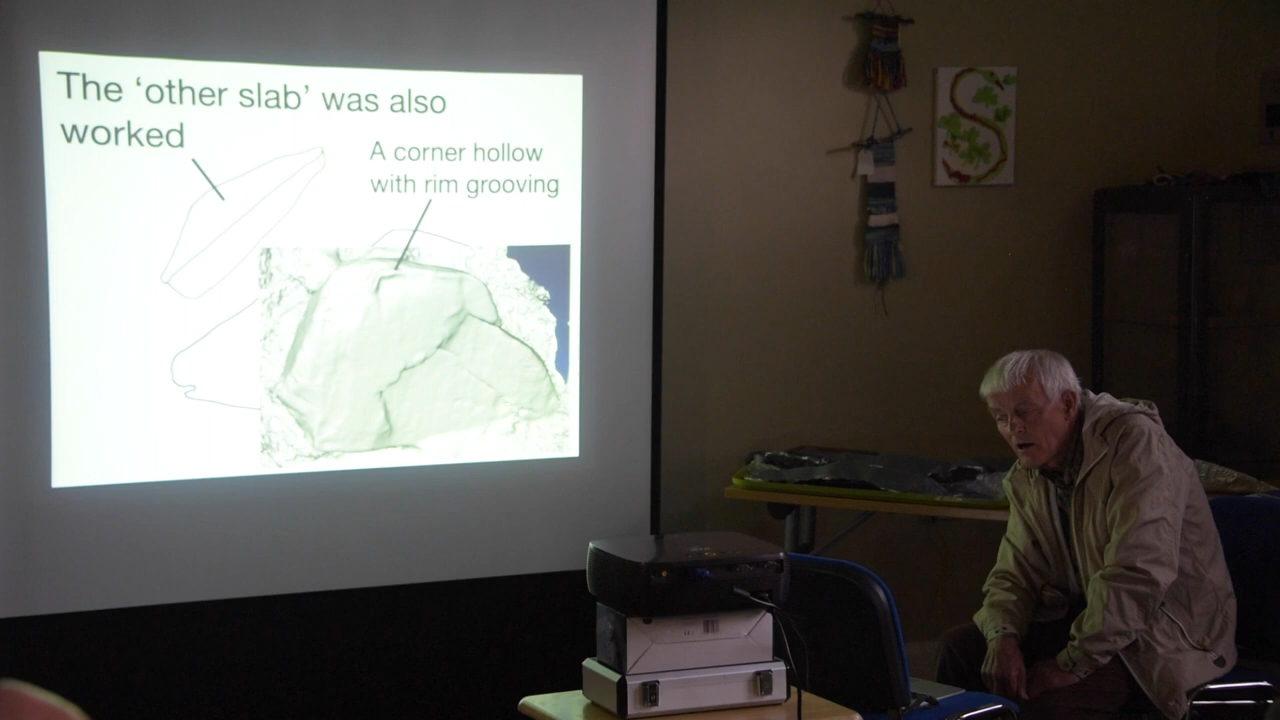 The ‘other slab’ was also
worked
A corner hollow
with rim grooving